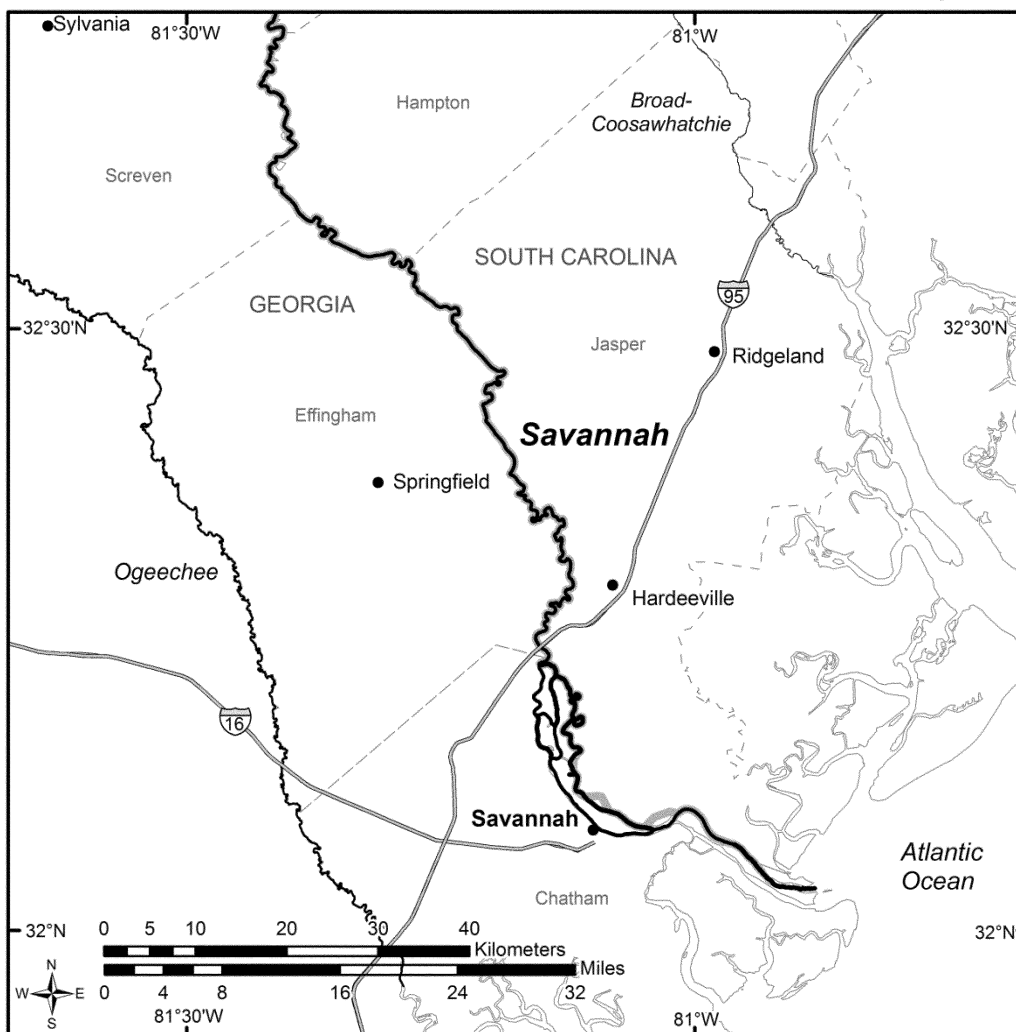 Sylvania
81°30'W
81°W
Hampton
Broad-
Coosawhatchie
Screven
SOUTH CAROLINA
GEORGIA
95
32°30'N
32°30'N
Jasper
Ridgeland
Effingham
Savannah
Springfield
Ogeechee
Hardeeville
16
Savannah
Atlantic
Ocean
Chatham
32°N
32°N
0 5 10 20 30 40
Kilometers
Miles
0 4 8 16 24 32
N
W E
S
81°30'W
81°W